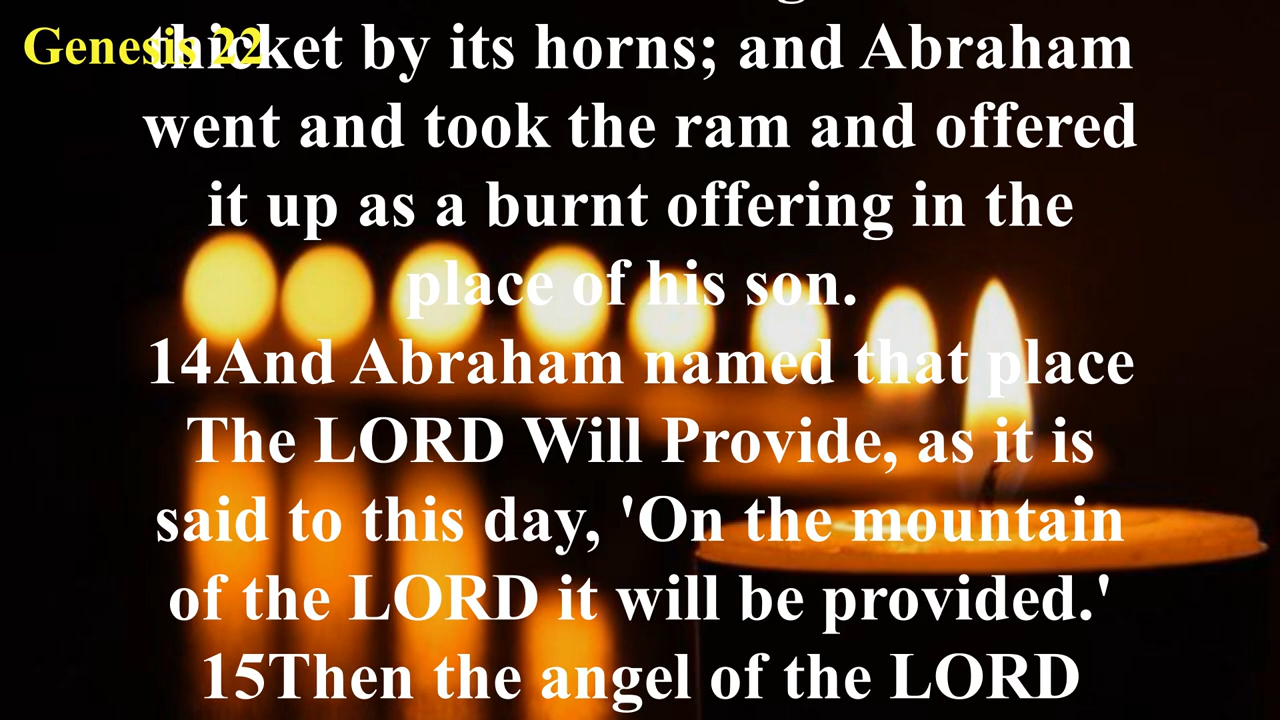 Genesis 22
thicket by its horns; and Abraham
went and took the ram and offered
it up as a burnt offering in the
place of his son.
14And Abraham named that place
The LORD Will Provide, as it is
said to this day, 'On the mountain
of the LORD it will be provided.'
15Then the angel of the LORD